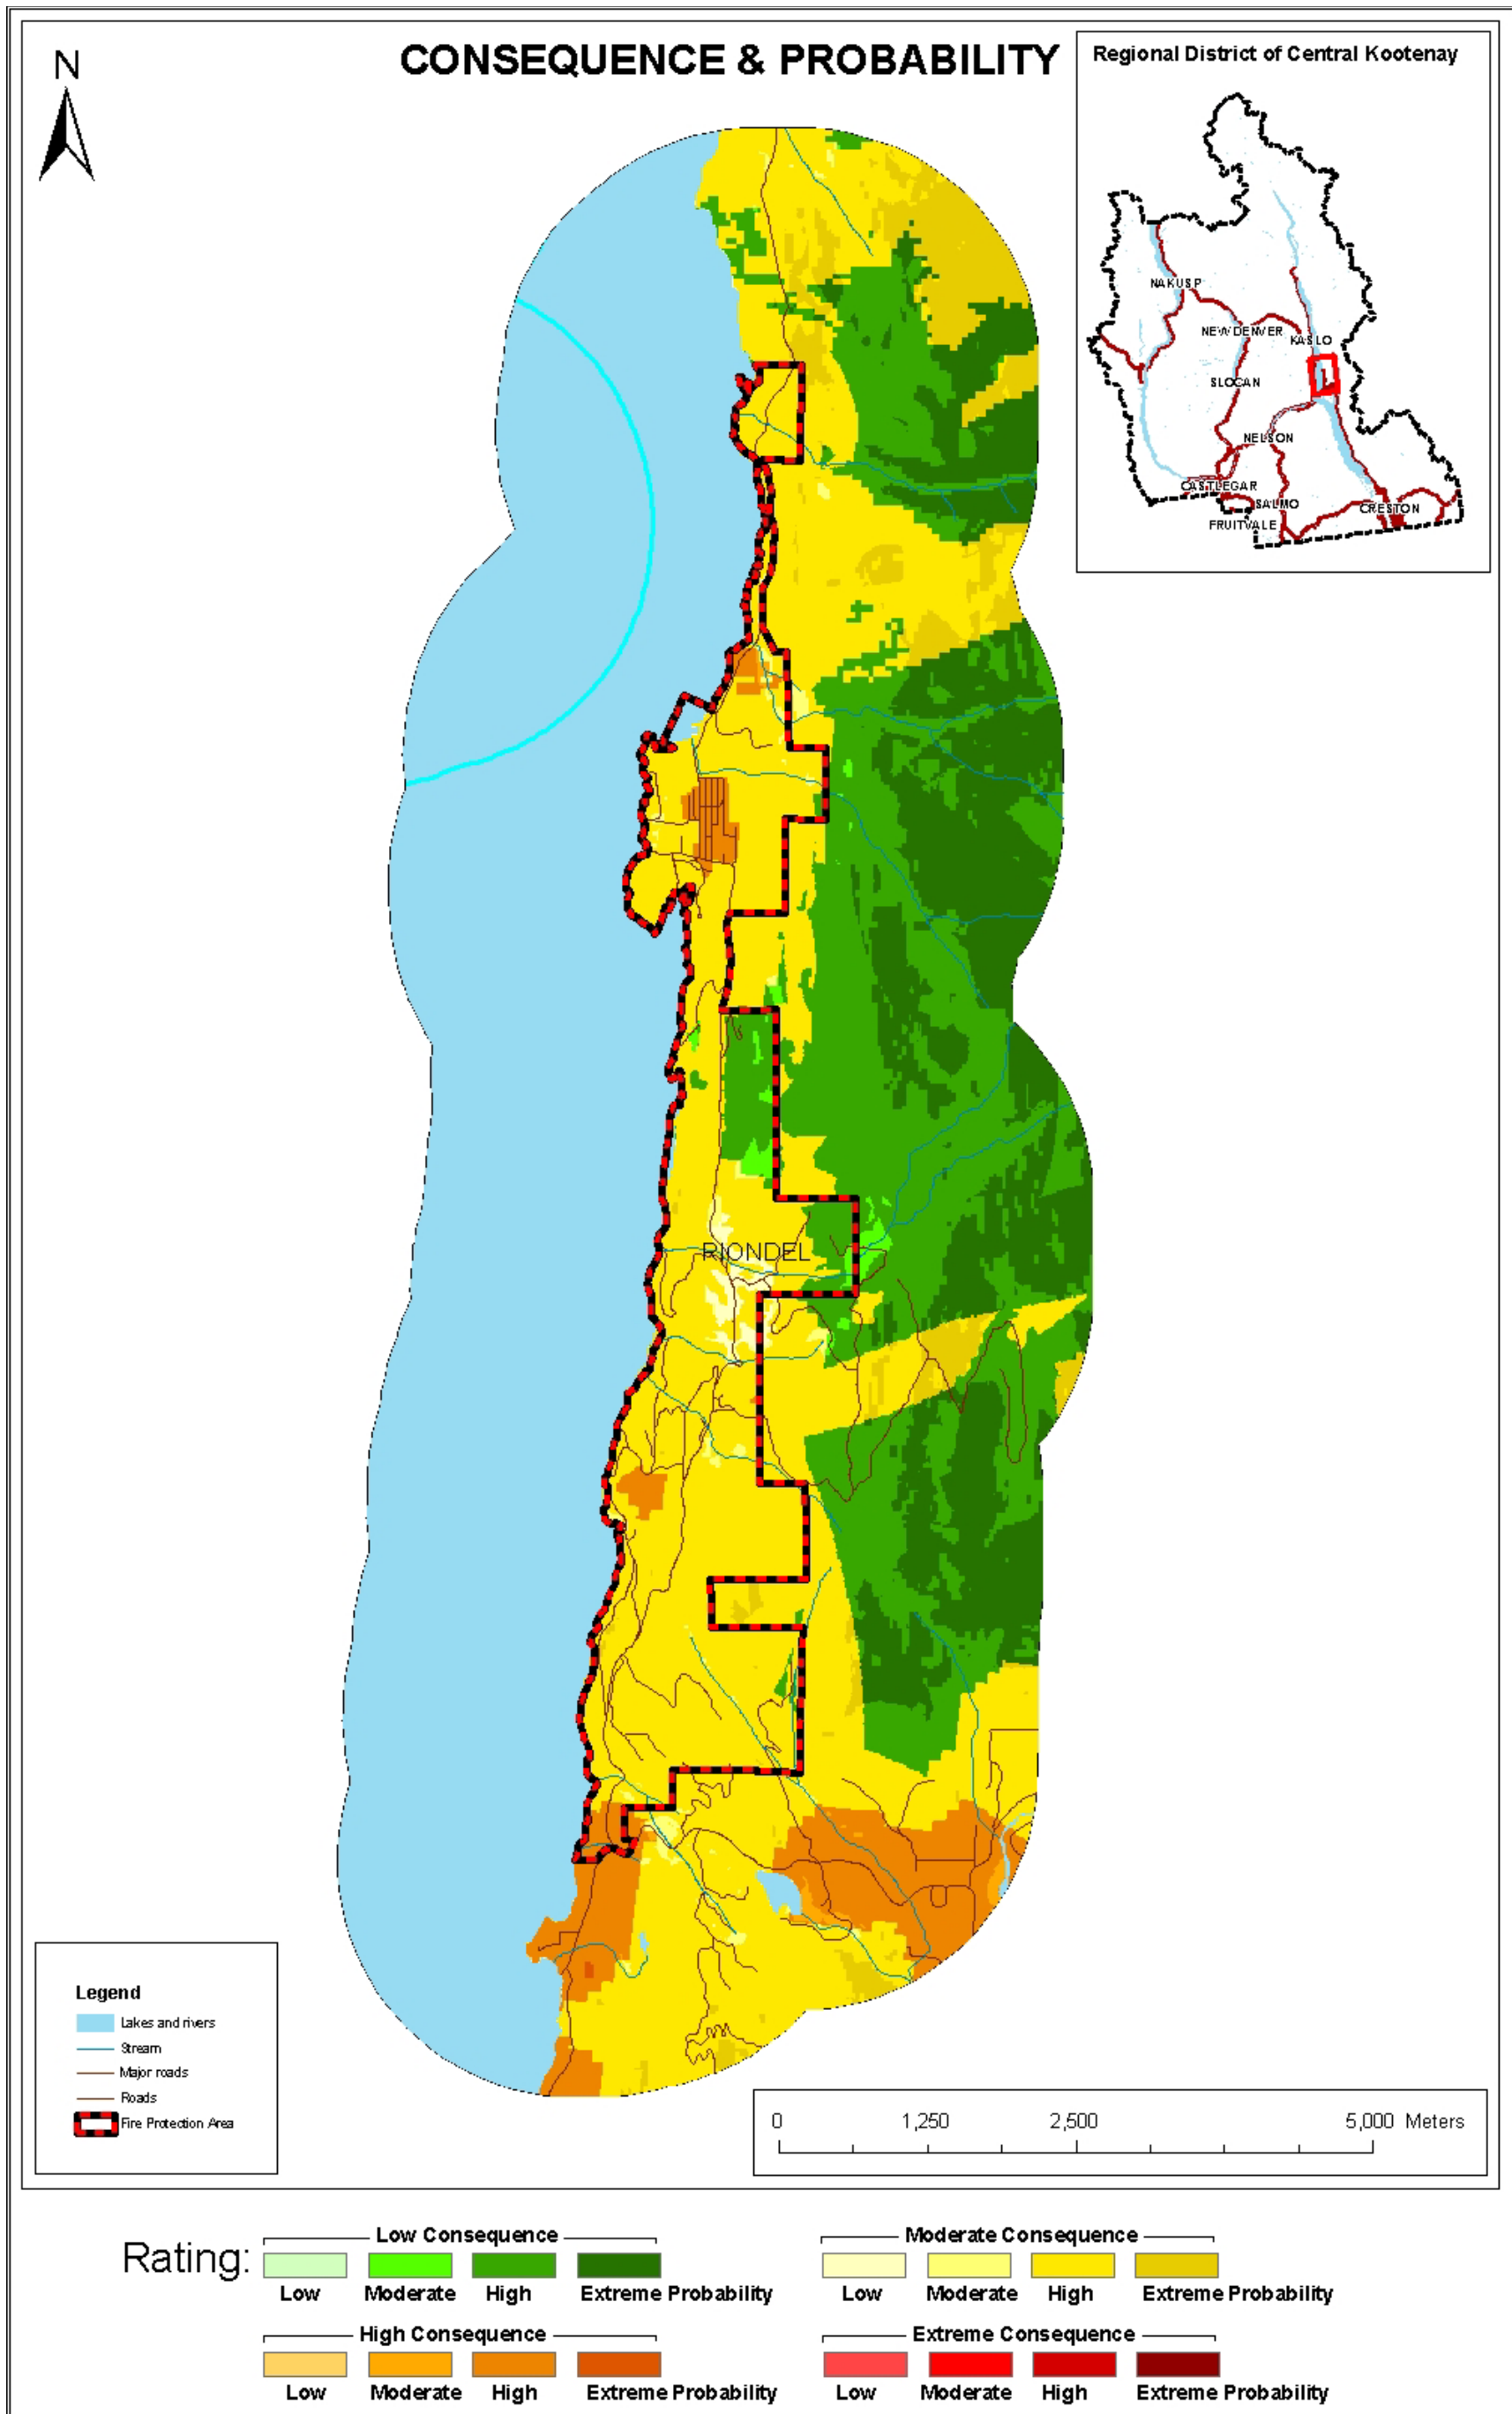 CONSEQUENCE & PROBABILITY
N
Regional District of Central Kootenay
NAKUSP
NEW DENVER
KASLO
SLOCAN
NELSON
CASTLEGAR
SALMO
CRESTON
FRUITVALE
RIONDEL
Legend
Lakes and rivers
Stream
Major roads
Roads
Fire Protection Area
0 1,250 2,500 5,000 Meters
Rating:
Low Consequence
Low Moderate High Extreme Probability
Moderate Consequence
Low Moderate High Extreme Probability
High Consequence
Low Moderate High Extreme Probability
Extreme Consequence
Low Moderate High Extreme Probability